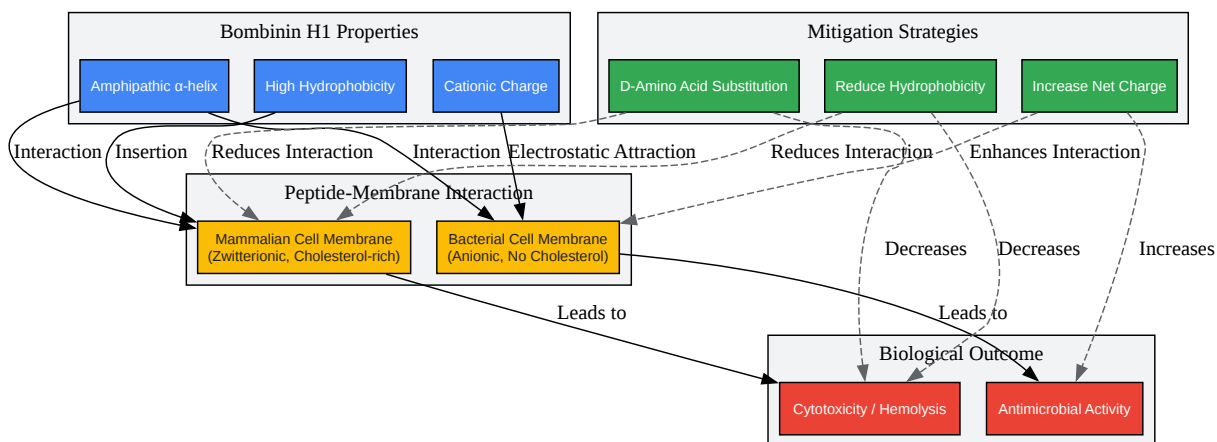 Bombinin H1 Properties
Mitigation Strategies
Amphipathic α-helix
High Hydrophobicity
Cationic Charge
D-Amino Acid Substitution
Reduce Hydrophobicity
Increase Net Charge
Interaction
Insertion
Reduces Interaction
Interaction
Electrostatic Attraction
Reduces Interaction
Enhances Interaction
Peptide-Membrane Interaction
Mammalian Cell Membrane
(Zwitterionic, Cholesterol-rich)
Bacterial Cell Membrane
(Anionic, No Cholesterol)
Decreases
Decreases
Increases
Leads to
Leads to
Biological Outcome
Cytotoxicity / Hemolysis
Antimicrobial Activity